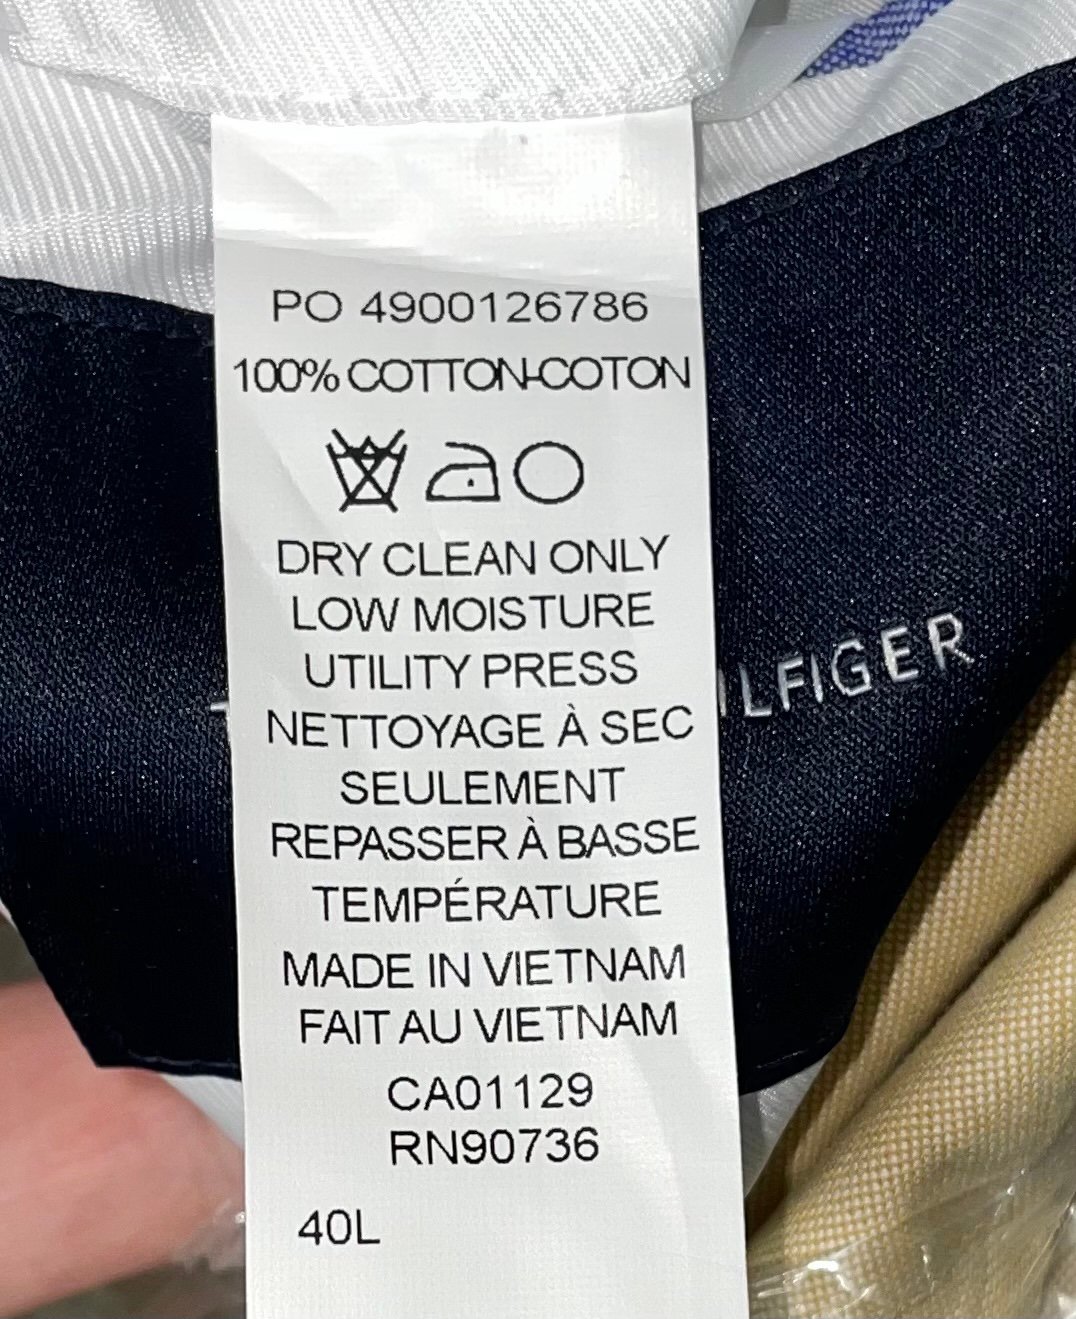 PO 4900126786
100% COTTON-COTON
DRY CLEAN ONLY
LOW MOISTURE
UTILITY PRESS
NETTOYAGE À SEC
SEULEMENT
REPASSER À BASSE
TEMPÉRATURE
MADE IN VIETNAM
FAIT AU VIETNAM
CA01129
RN90736
40L
ILFIGER